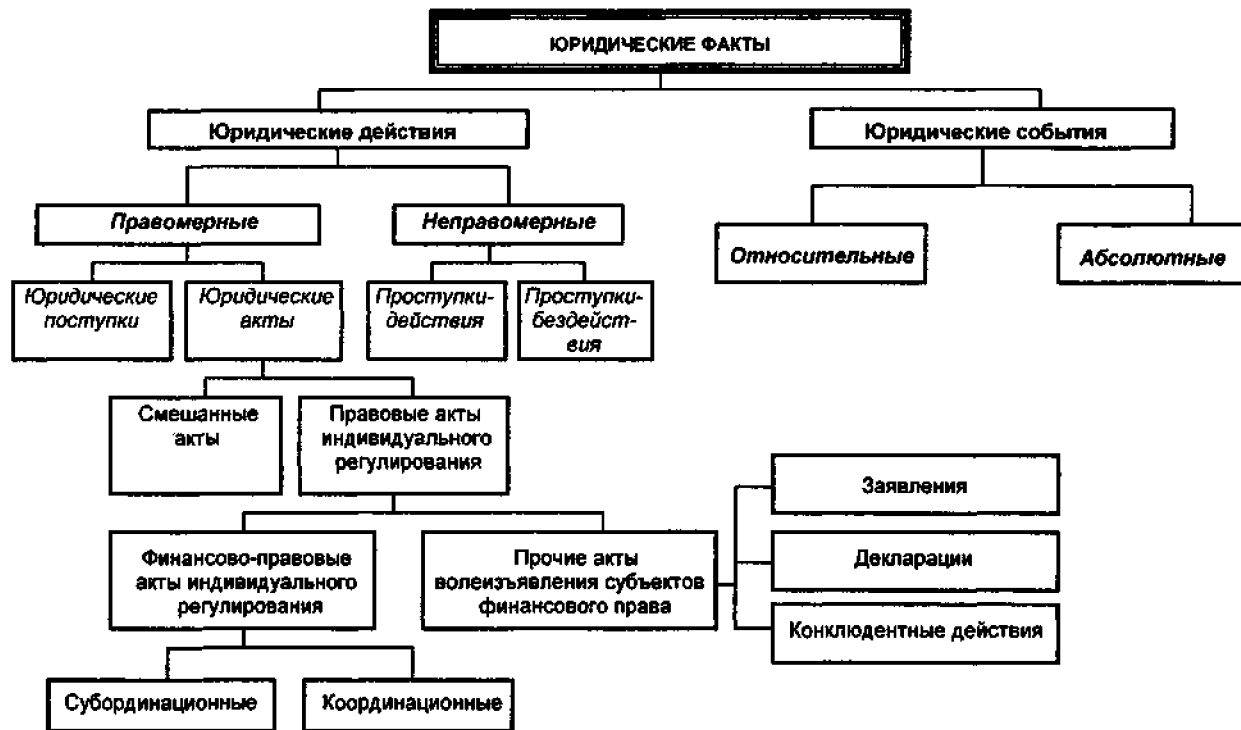 ЮРИДИЧЕСКИЕ ФАКТЫ
Юридические действия
Юридические события
Правомерные
Неправомерные
Относительные
Абсолютные
Юридические
поступки
Юридические
акты
Проступки-
действия
Проступки-
бездейст-
вия
Смешанные
акты
Правовые акты
индивидуального
регулирования
Финансово-правовые
акты индивидуального
регулирования
Прочие акты
волеизъявления субъектов
финансового права
Заявления
Декларации
Конклюдентные действия
Субординационные
Координационные